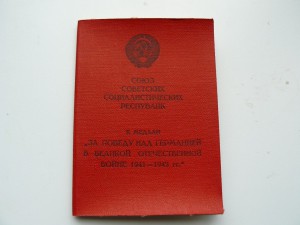 СОЮЗ
СОВЕТСКИХ
СОЦИАЛИСТИЧЕСКИХ
РЕСПУБЛИК
К МЕДАЛИ
„ЗА ПОБЕДУ НАД ГЕРМАНИЕЙ
В ВЕЛИКОЙ ОТЕЧЕСТВЕННОЙ
ВОЙНЕ 1941—1945 гг.“